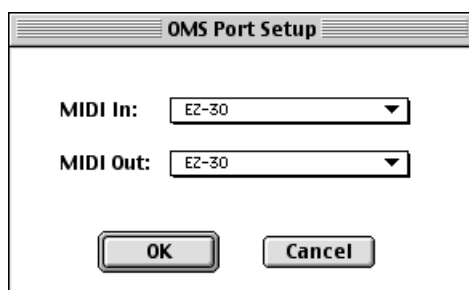 OMS Port Setup
MIDI In: EZ-30
MIDI Out: EZ-30
OK Cancel